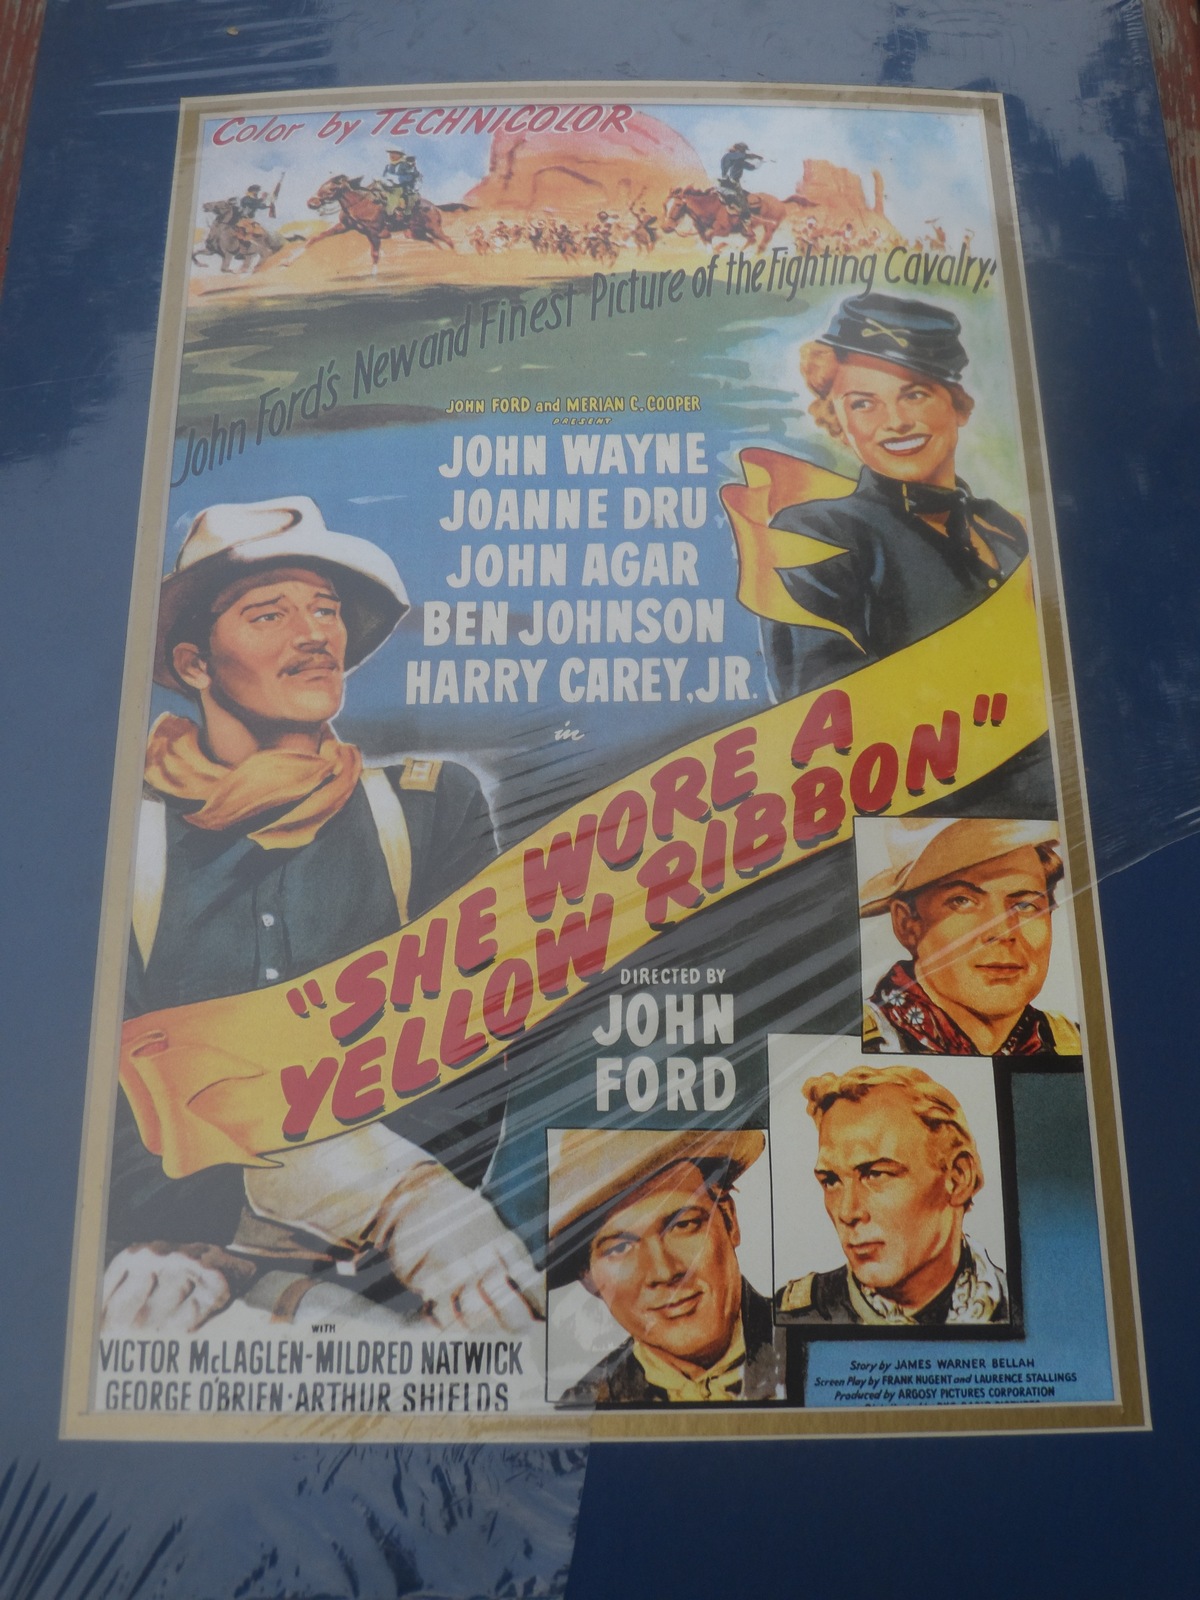 Color by TECHNICOLOR
John Ford's New and Finest Picture of the Fighting Cavalry!
JOHN FORD and MERIAN C. COOPER
PRESENT
JOHN WAYNE
JOANNE DRU
JOHN AGAR
BEN JOHNSON
HARRY CAREY, JR.
in
"SHE WORE A
YELLOW RIBBON"
DIRECTED BY
JOHN
FORD
WITH
VICTOR McLAGLEN-MILDRED NATWICK
GEORGE O'BRIEN·ARTHUR SHIELDS
Story by JAMES WARNER BELLAH
Screen Play by FRANK NUGENT and LAURENCE STALLINGS
Produced by ARGOSY PICTURES CORPORATION